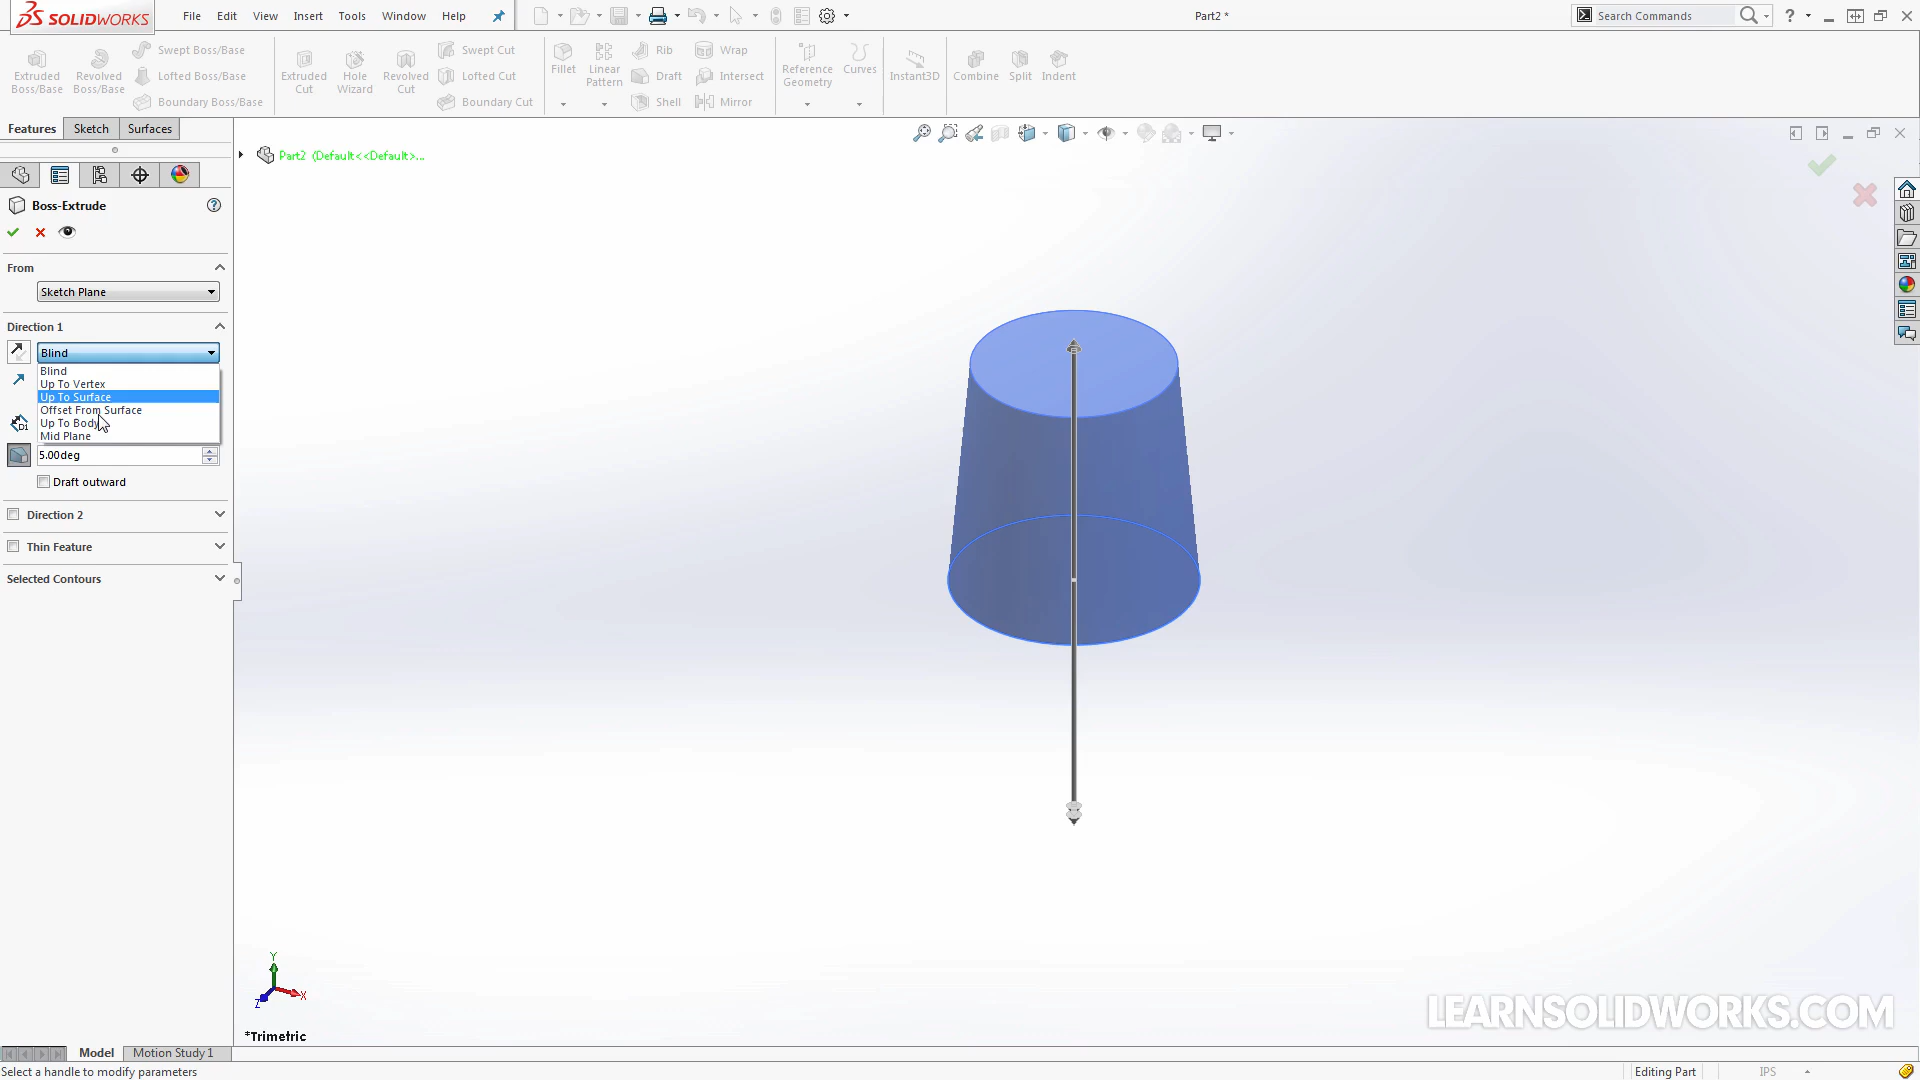 SOLIDWORKS
File Edit View Insert Tools Window Help
Part2 *
Search Commands
Extruded Boss/Base
Revolved Boss/Base
Swept Boss/Base
Lofted Boss/Base
Boundary Boss/Base
Extruded Cut
Hole Wizard
Revolved Cut
Swept Cut
Lofted Cut
Boundary Cut
Fillet
Linear Pattern
Rib
Draft
Shell
Wrap
Intersect
Mirror
Reference Geometry
Curves
Instant3D
Combine
Split
Indent
Features Sketch Surfaces
Part2 (Default<<Default>...
Boss-Extrude
From
Sketch Plane
Direction 1
Blind
Blind
Up To Vertex
Up To Surface
Offset From Surface
Up To Body
Mid Plane
5.00deg
Draft outward
Direction 2
Thin Feature
Selected Contours
Y
X
Z
*Trimetric
LEARNSOLIDWORKS.COM
Model Motion Study 1
Select a handle to modify parameters
Editing Part
IPS